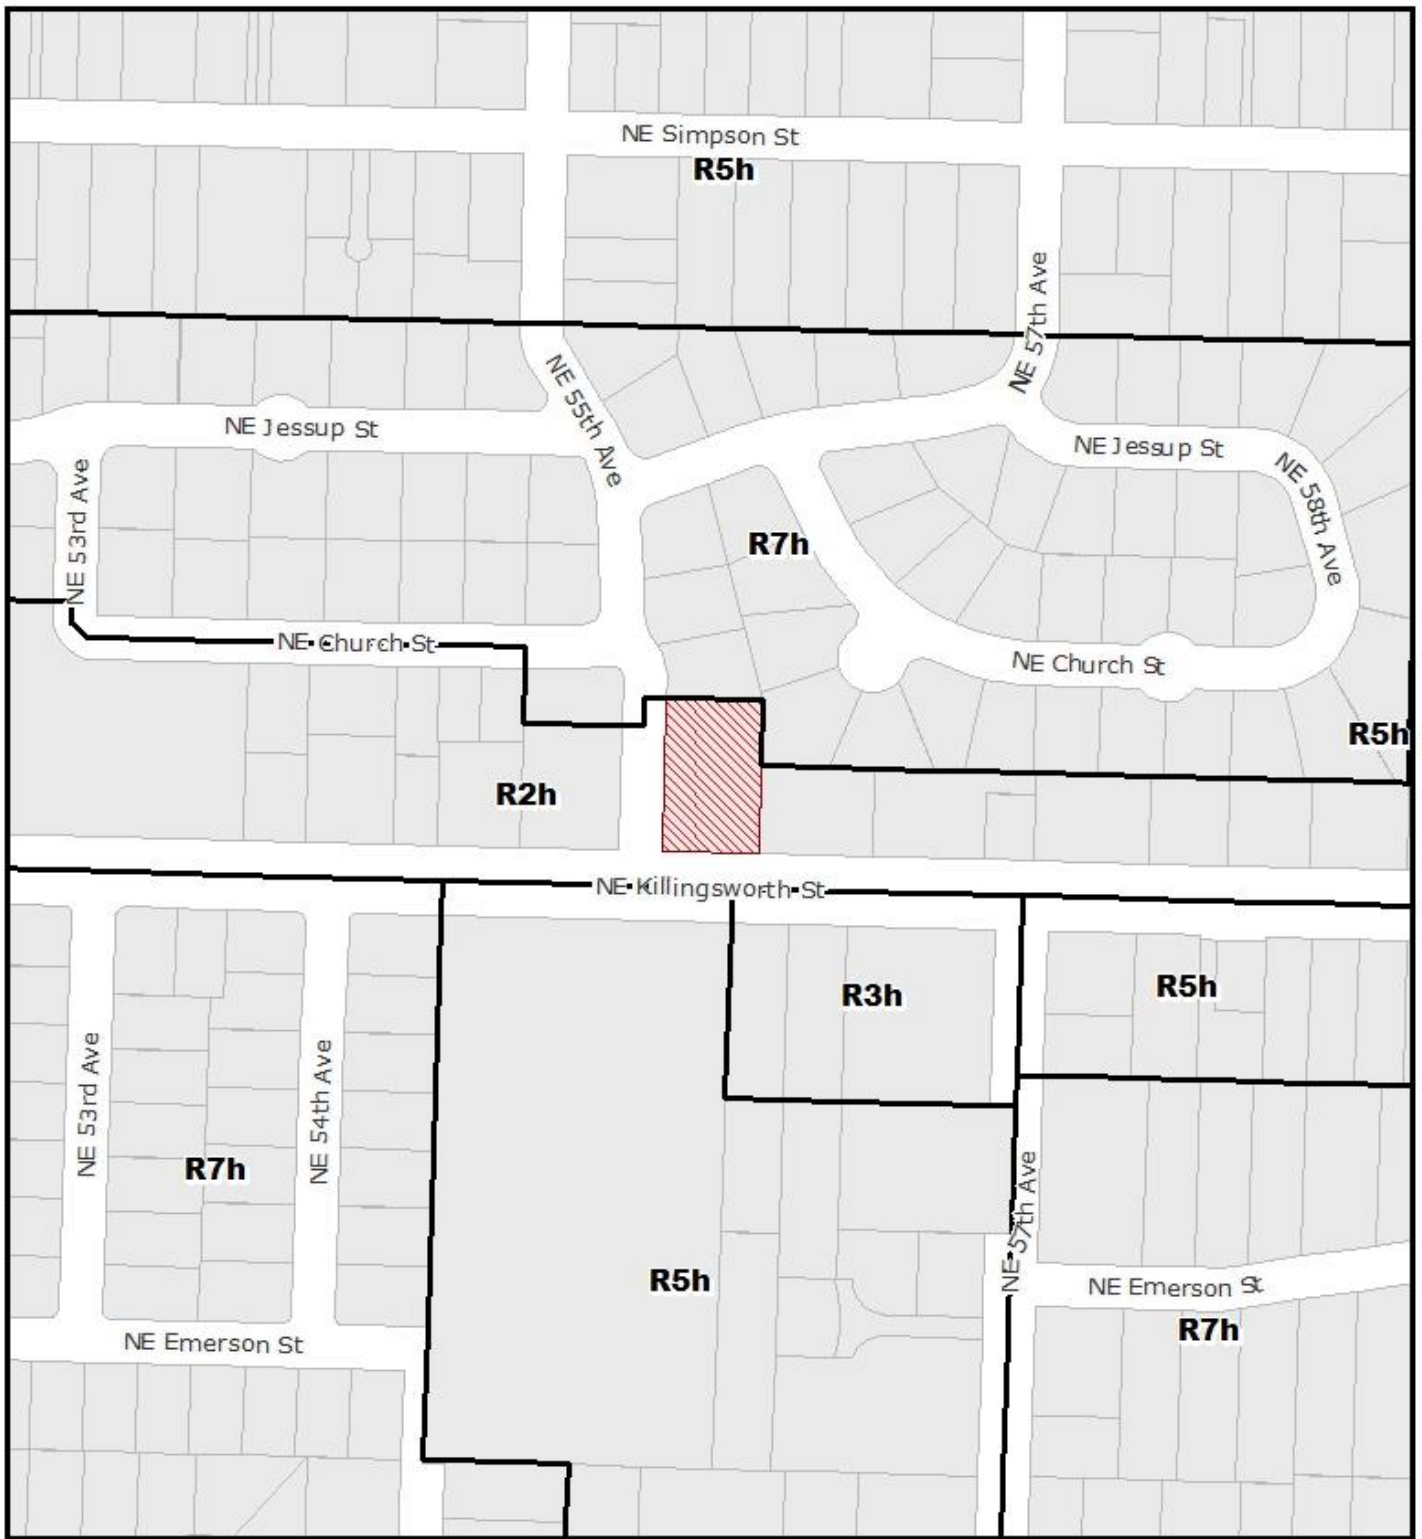 NE Simpson St
R5h
NE 57th Ave
NE 55th Ave
NE Jessup St
NE Jessup St
NE 53rd Ave
NE 58th Ave
R7h
NE Church St
NE Church St
R5h
R2h
NE Killingsworth St
R5h
R3h
NE 53rd Ave
NE 54th Ave
R7h
NE 57th Ave
R5h
NE Emerson St
R7h
NE Emerson St